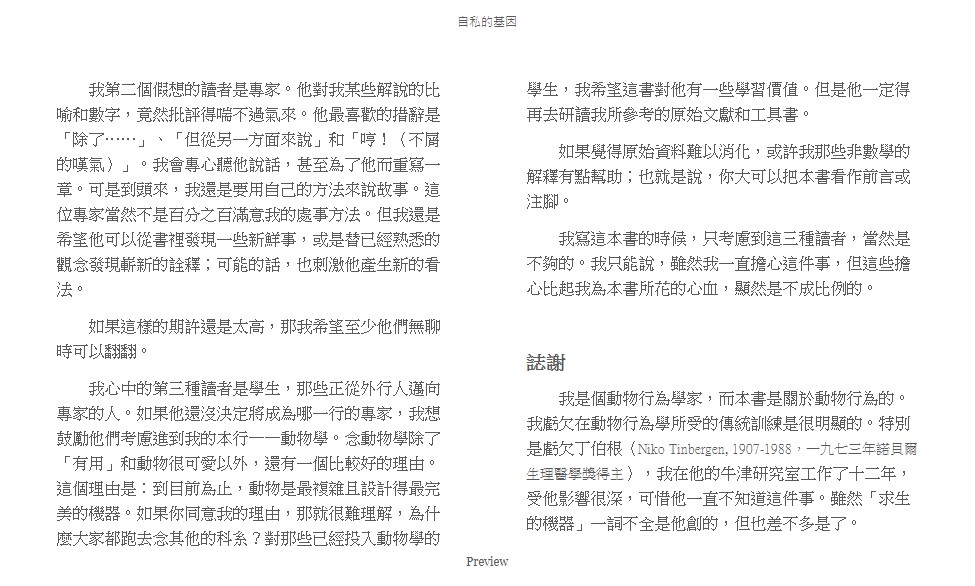 自私的基因
我第二個假想的讀者是專家。他對我某些解說的比
喻和數字，竟然批評得喘不過氣來。他最喜歡的措辭是
「除了……」、「但從另一方面來說」和「哼！（不屑
的嘆氣）」。我會專心聽他說話，甚至為了他而重寫一
章。可是到頭來，我還是要用自己的方法來說故事。這
位專家當然不是百分之百滿意我的處事方法。但我還是
希望他可以從書裡發現一些新鮮事，或是替已經熟悉的
觀念發現嶄新的詮釋；可能的話，也刺激他產生新的看
法。
如果這樣的期許還是太高，那我希望至少他們無聊
時可以翻翻。
我心中的第三種讀者是學生，那些正從外行人邁向
專家的人。如果他還沒決定將成為哪一行的專家，我想
鼓勵他們考慮進到我的本行——動物學。念動物學除了
「有用」和動物很可愛以外，還有一個比較好的理由。
這個理由是：到目前為止，動物是最複雜且設計得最完
美的機器。如果你同意我的理由，那就很難理解，為什
麼大家都跑去念其他的科系？對那些已經投入動物學的
學生，我希望這書對他有一些學習價值。但是他一定得
再去研讀我所參考的原始文獻和工具書。
如果覺得原始資料難以消化，或許我那些非數學的
解釋有點幫助；也就是說，你大可以把本書看作前言或
注腳。
我寫這本書的時候，只考慮到這三種讀者，當然是
不夠的。我只能說，雖然我一直擔心這件事，但這些擔
心比起我為本書所花的心血，顯然是不成比例的。
誌謝
我是個動物行為學家，而本書是關於動物行為的。
我虧欠在動物行為學所受的傳統訓練是很明顯的。特別
是虧欠丁伯根（Niko Tinbergen, 1907-1988，一九七三年諾貝爾
生理醫學獎得主），我在他的牛津研究室工作了十二年，
受他影響很深，可惜他一直不知道這件事。雖然「求生
的機器」一詞不全是他創的，但也差不多是了。
Preview